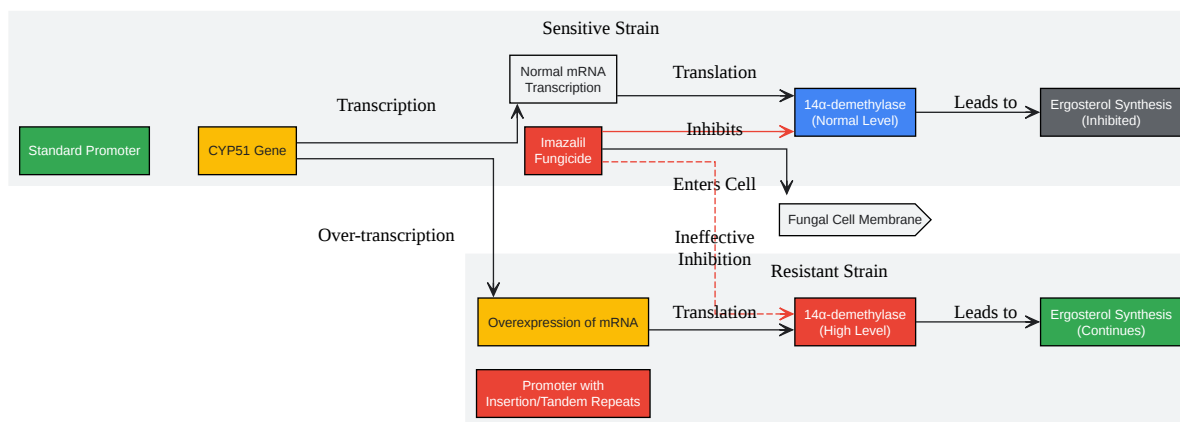 Sensitive Strain
Normal mRNA
Transcription
Translation
Transcription
14α-demethylase
(Normal Level)
Leads to
Ergosterol Synthesis
(Inhibited)
Standard Promoter
CYP51 Gene
Imazalil
Fungicide
Inhibits
Enters Cell
Fungal Cell Membrane
Over-transcription
Ineffective
Inhibition
Resistant Strain
Overexpression of mRNA
Translation
14α-demethylase
(High Level)
Leads to
Ergosterol Synthesis
(Continues)
Promoter with
Insertion/Tandem Repeats